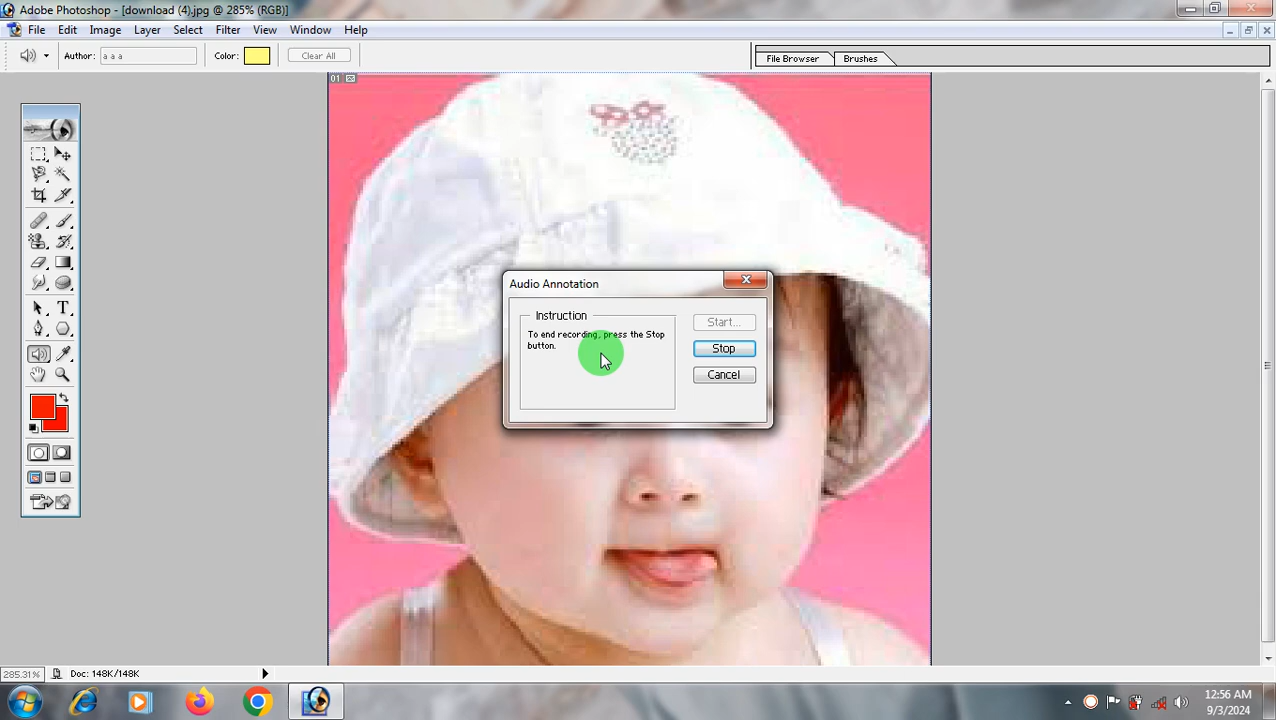 Adobe Photoshop - [download (4).jpg @ 285% (RGB)]
File Edit Image Layer Select Filter View Window Help
Author: a a a Color: Clear All File Browser Brushes
01
Audio Annotation
Instruction
To end recording, press the Stop
button.
Start...
Stop
Cancel
285.31% Doc: 148K/148K
12:56 AM
9/3/2024